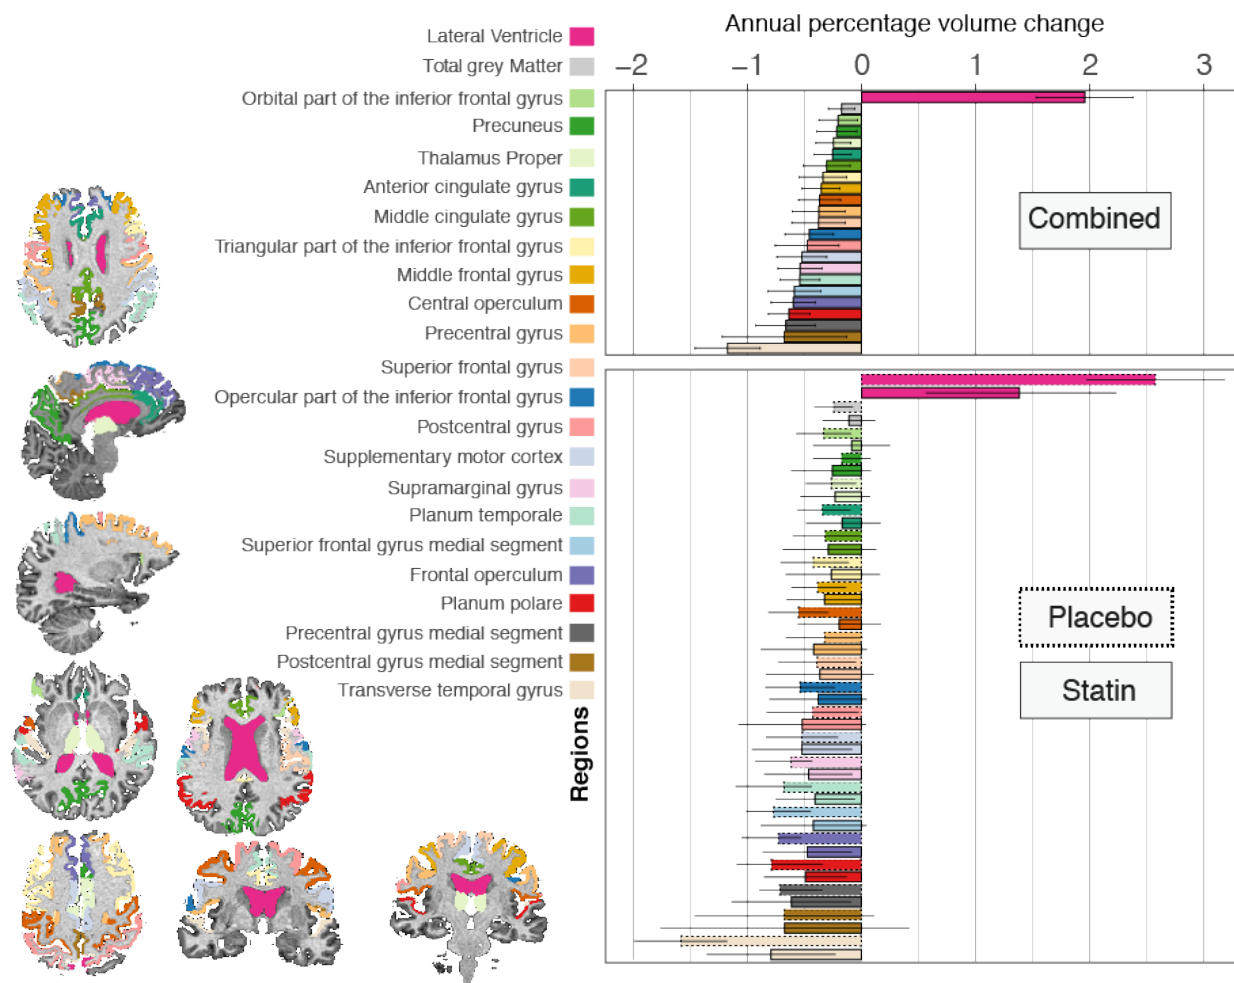 Annual percentage volume change
−2 −1 0 1 2 3
Lateral Ventricle
Total grey Matter
Orbital part of the inferior frontal gyrus
Precuneus
Thalamus Proper
Anterior cingulate gyrus
Middle cingulate gyrus
Triangular part of the inferior frontal gyrus
Middle frontal gyrus
Central operculum
Precentral gyrus
Superior frontal gyrus
Opercular part of the inferior frontal gyrus
Postcentral gyrus
Supplementary motor cortex
Supramarginal gyrus
Planum temporale
Superior frontal gyrus medial segment
Frontal operculum
Planum polare
Precentral gyrus medial segment
Postcentral gyrus medial segment
Transverse temporal gyrus
Regions
Combined
Placebo
Statin